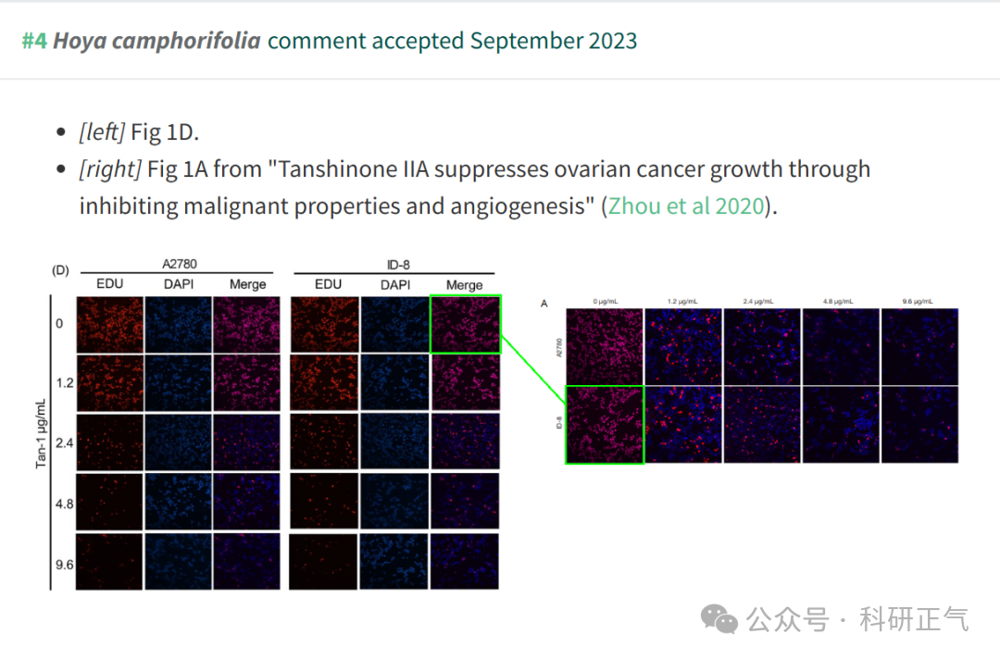 #4 Hoya camphorifolia comment accepted September 2023
• [left] Fig 1D.
• [right] Fig 1A from "Tanshinone IIA suppresses ovarian cancer growth through
inhibiting malignant properties and angiogenesis" (Zhou et al 2020).
(D)
A2780
ID-8
EDU DAPI Merge
EDU DAPI Merge
Tan-1 μg/mL
0
1.2
2.4
4.8
9.6
A
0 μg/mL 1.2 μg/mL 2.4 μg/mL 4.8 μg/mL 9.6 μg/mL
A2780
ID-8
公众号 · 科研正气